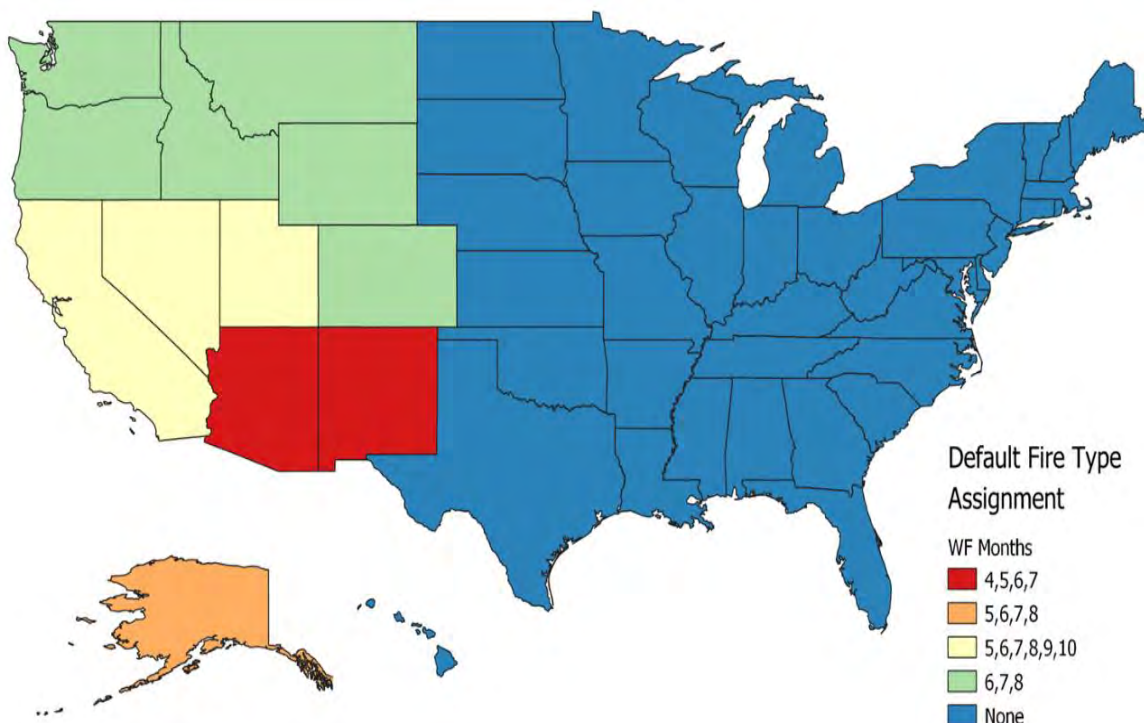 Default Fire Type
Assignment
WF Months
4,5,6,7
5,6,7,8
5,6,7,8,9,10
6,7,8
None